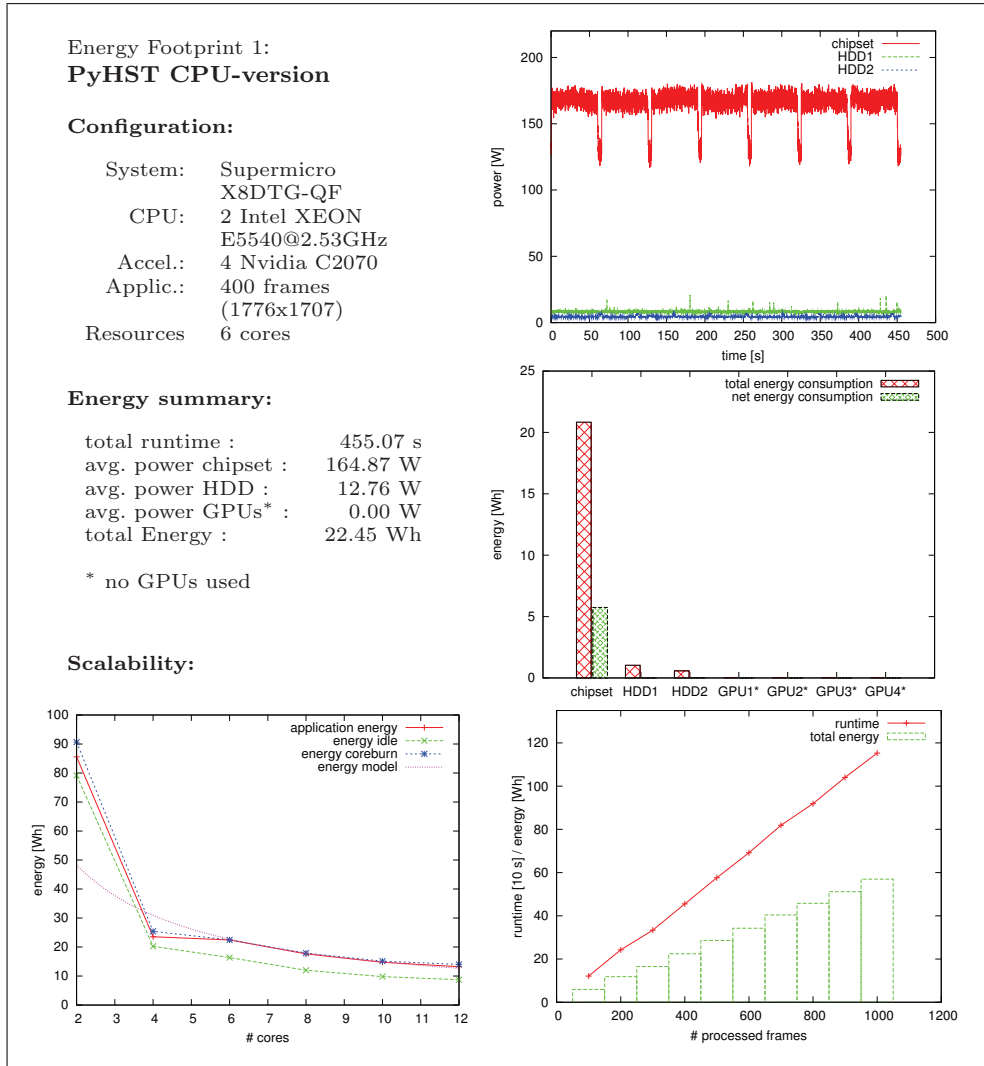 Energy Footprint 1:
PyHST CPU-version
Configuration:
System: Supermicro
X8DTG-QF
CPU: 2 Intel XEON
E5540@2.53GHz
Accel.: 4 Nvidia C2070
Applic.: 400 frames
(1776x1707)
Resources 6 cores
Energy summary:
total runtime : 455.07 s
avg. power chipset : 164.87 W
avg. power HDD : 12.76 W
avg. power GPUs* : 0.00 W
total Energy : 22.45 Wh
* no GPUs used
Scalability:
chipset
HDD1
HDD2
power [W]
200
150
100
50
0
0 50 100 150 200 250 300 350 400 450 500
time [s]
total energy consumption
net energy consumption
energy [Wh]
25
20
15
10
5
0
chipset HDD1 HDD2 GPU1* GPU2* GPU3* GPU4*
application energy
energy idle
energy coreburn
energy model
energy [Wh]
100
90
80
70
60
50
40
30
20
10
0
2 3 4 5 6 7 8 9 10 11 12
# cores
runtime
total energy
runtime [10 s] / energy [Wh]
120
100
80
60
40
20
0
0 200 400 600 800 1000 1200
# processed frames